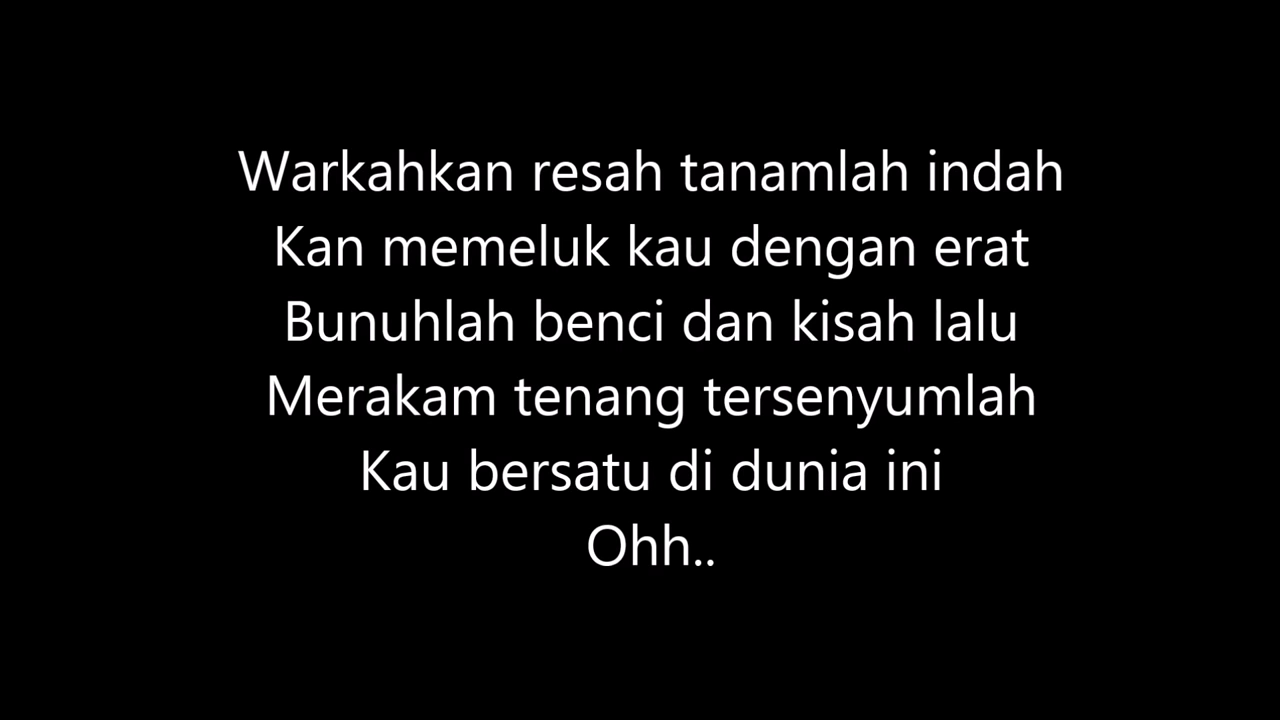 Warkahkan resah tanamlah indah
Kan memeluk kau dengan erat
Bunuhlah benci dan kisah lalu
Merakam tenang tersenyumlah
Kau bersatu di dunia ini
Ohh..